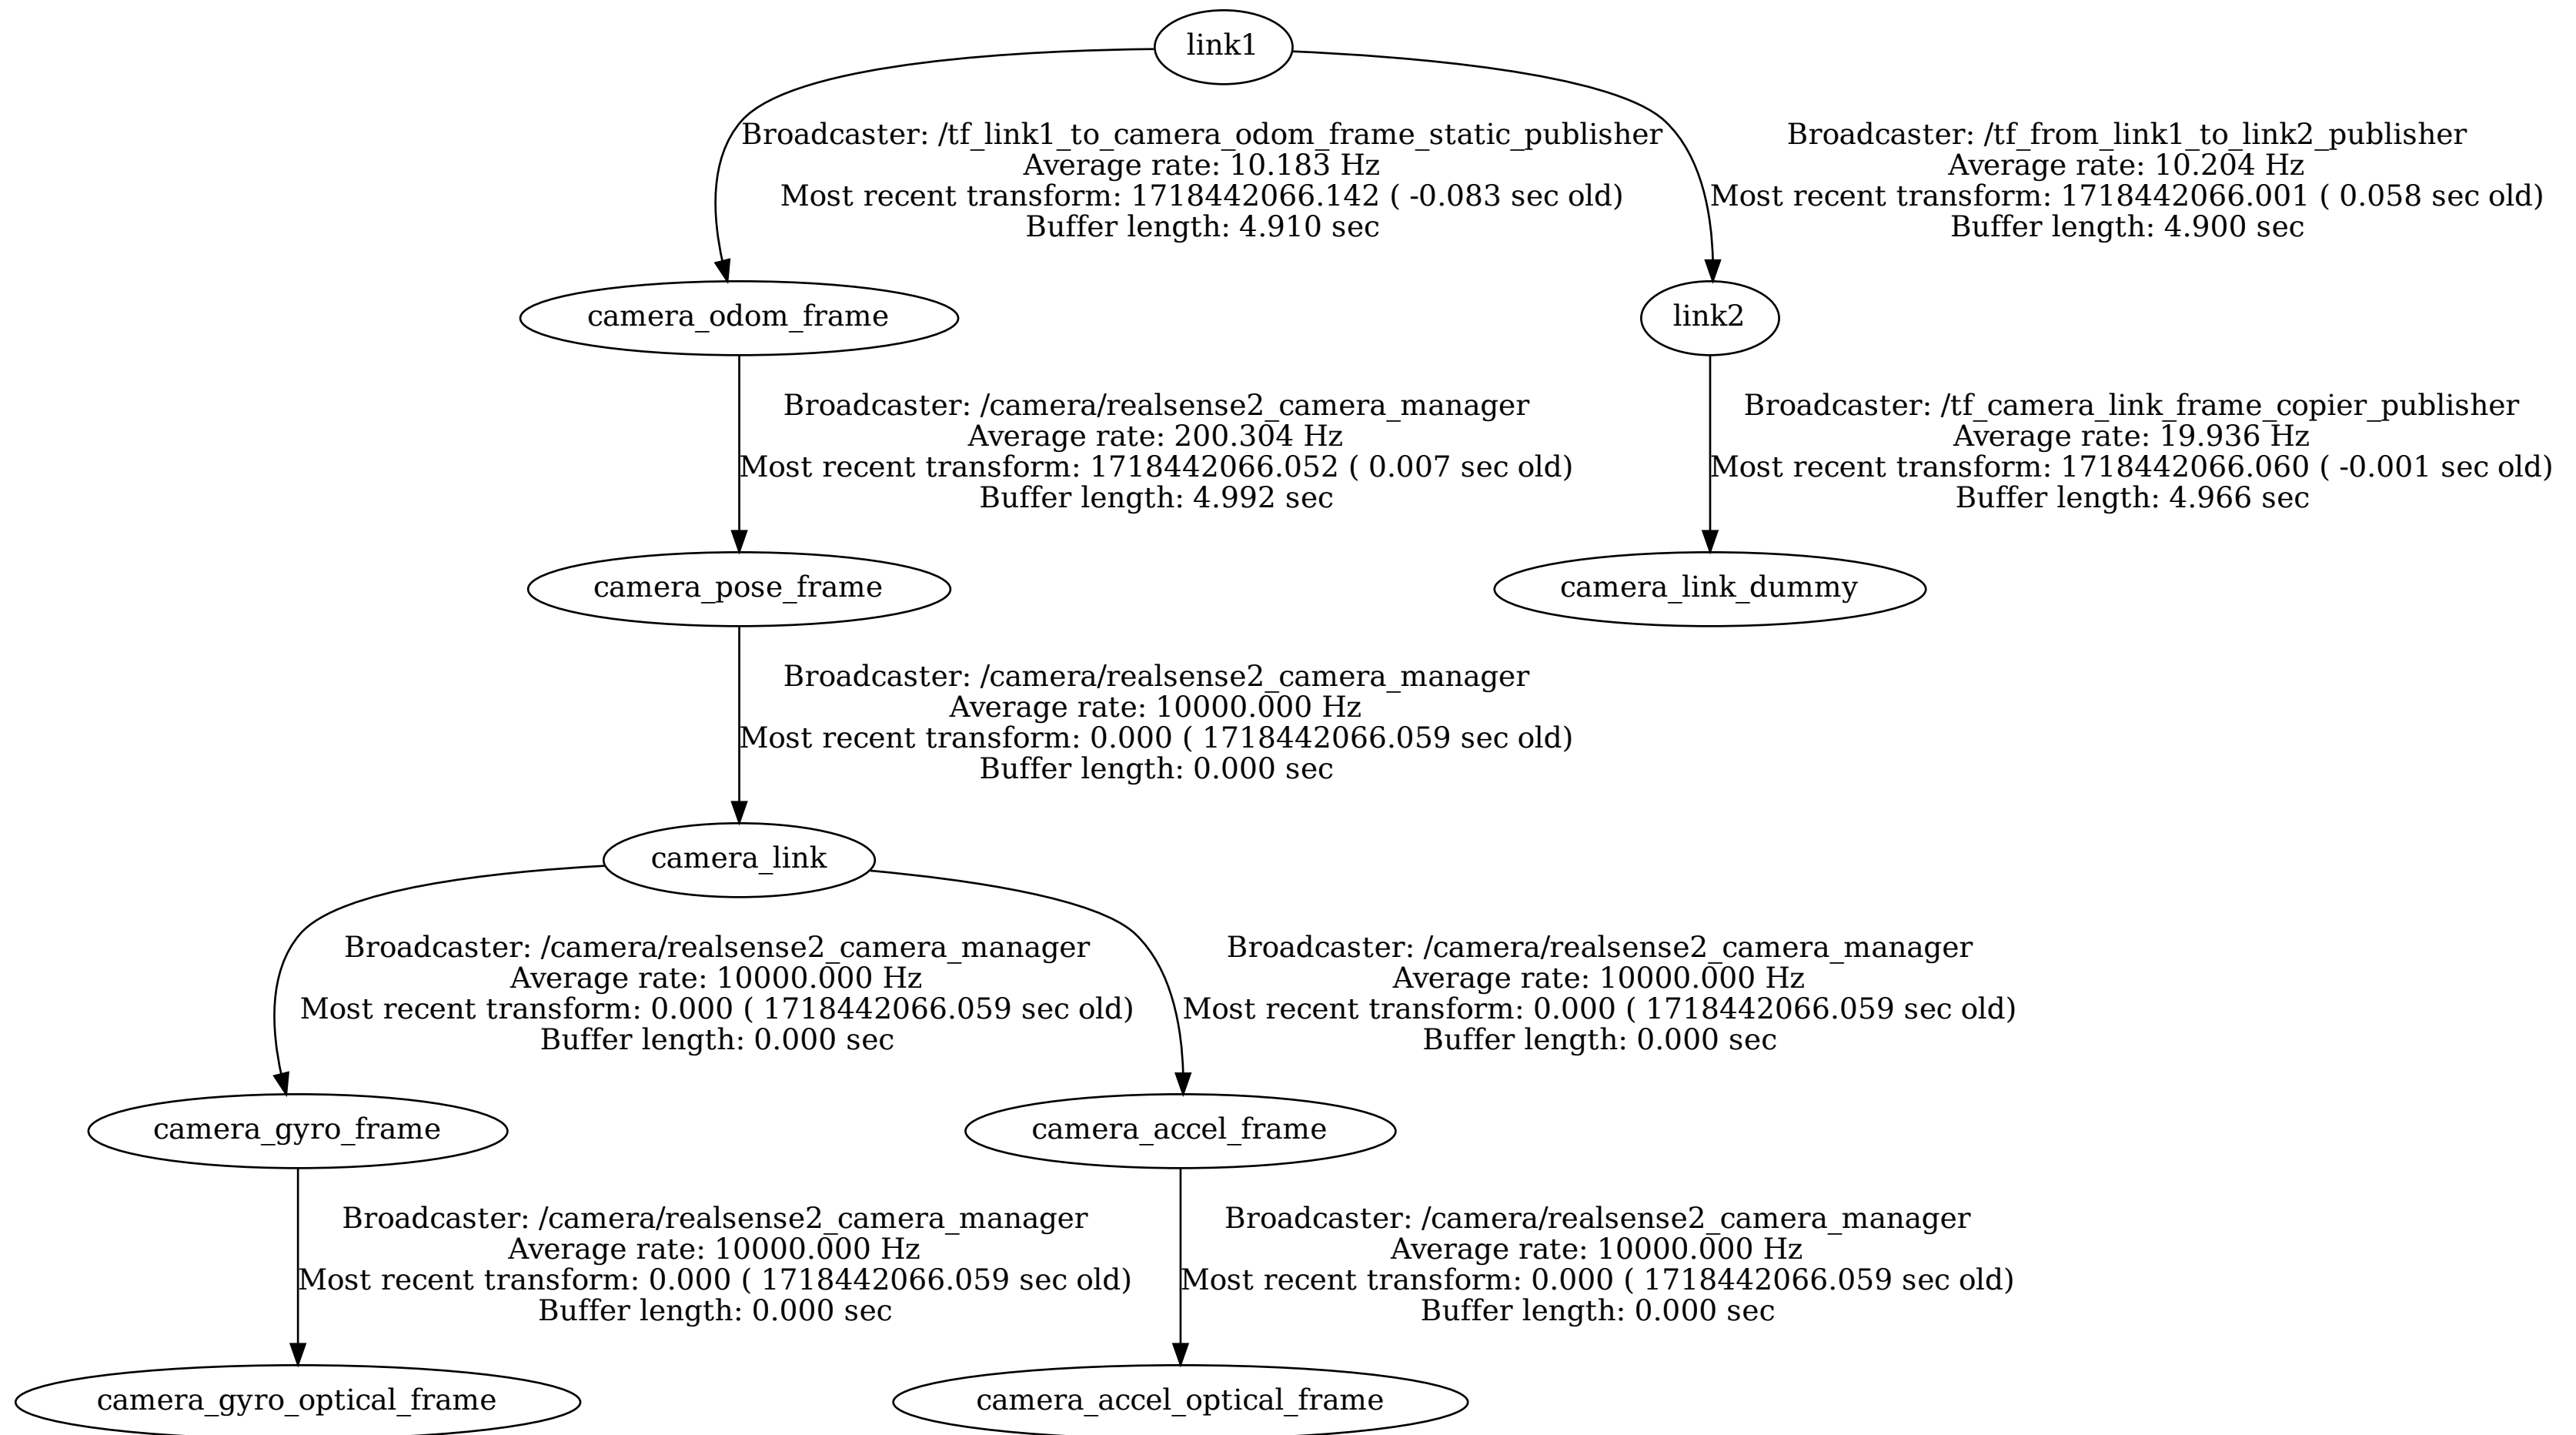 link1
Broadcaster: /tf_link1_to_camera_odom_frame_static_publisher
Average rate: 10.183 Hz
Most recent transform: 1718442066.142 ( -0.083 sec old)
Buffer length: 4.910 sec
Broadcaster: /tf_from_link1_to_link2_publisher
Average rate: 10.204 Hz
Most recent transform: 1718442066.001 ( 0.058 sec old)
Buffer length: 4.900 sec
camera_odom_frame
link2
Broadcaster: /camera/realsense2_camera_manager
Average rate: 200.304 Hz
Most recent transform: 1718442066.052 ( 0.007 sec old)
Buffer length: 4.992 sec
Broadcaster: /tf_camera_link_frame_copier_publisher
Average rate: 19.936 Hz
Most recent transform: 1718442066.060 ( -0.001 sec old)
Buffer length: 4.966 sec
camera_pose_frame
camera_link_dummy
Broadcaster: /camera/realsense2_camera_manager
Average rate: 10000.000 Hz
Most recent transform: 0.000 ( 1718442066.059 sec old)
Buffer length: 0.000 sec
camera_link
Broadcaster: /camera/realsense2_camera_manager
Average rate: 10000.000 Hz
Most recent transform: 0.000 ( 1718442066.059 sec old)
Buffer length: 0.000 sec
Broadcaster: /camera/realsense2_camera_manager
Average rate: 10000.000 Hz
Most recent transform: 0.000 ( 1718442066.059 sec old)
Buffer length: 0.000 sec
camera_gyro_frame
camera_accel_frame
Broadcaster: /camera/realsense2_camera_manager
Average rate: 10000.000 Hz
Most recent transform: 0.000 ( 1718442066.059 sec old)
Buffer length: 0.000 sec
Broadcaster: /camera/realsense2_camera_manager
Average rate: 10000.000 Hz
Most recent transform: 0.000 ( 1718442066.059 sec old)
Buffer length: 0.000 sec
camera_gyro_optical_frame
camera_accel_optical_frame